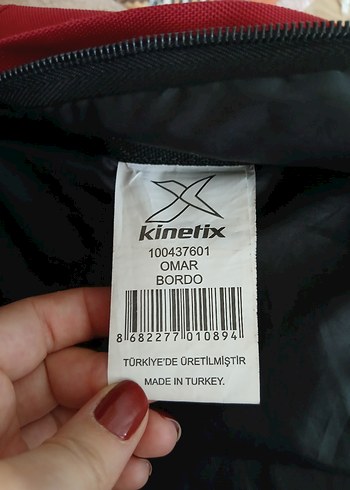 kinetix
100437601
OMAR
BORDO
8 682277 010894
TÜRKİYE'DE ÜRETİLMİŞTİR
MADE IN TURKEY.